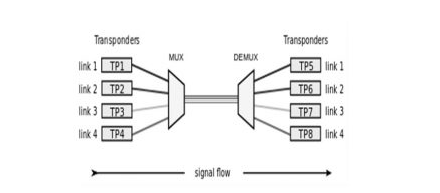 Transponders
Transponders
MUX
DEMUX
link 1 TP1
TP5 link 1
link 2 TP2
TP6 link 2
link 3 TP3
TP7 link 3
link 4 TP4
TP8 link 4
signal flow